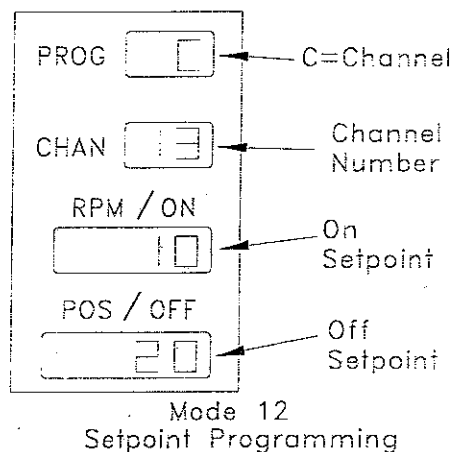 PROG C C=Channel
CHAN 13 Channel
Number
RPM / ON
10 On
Setpoint
POS / OFF
20 Off
Setpoint
Mode 12
Setpoint Programming